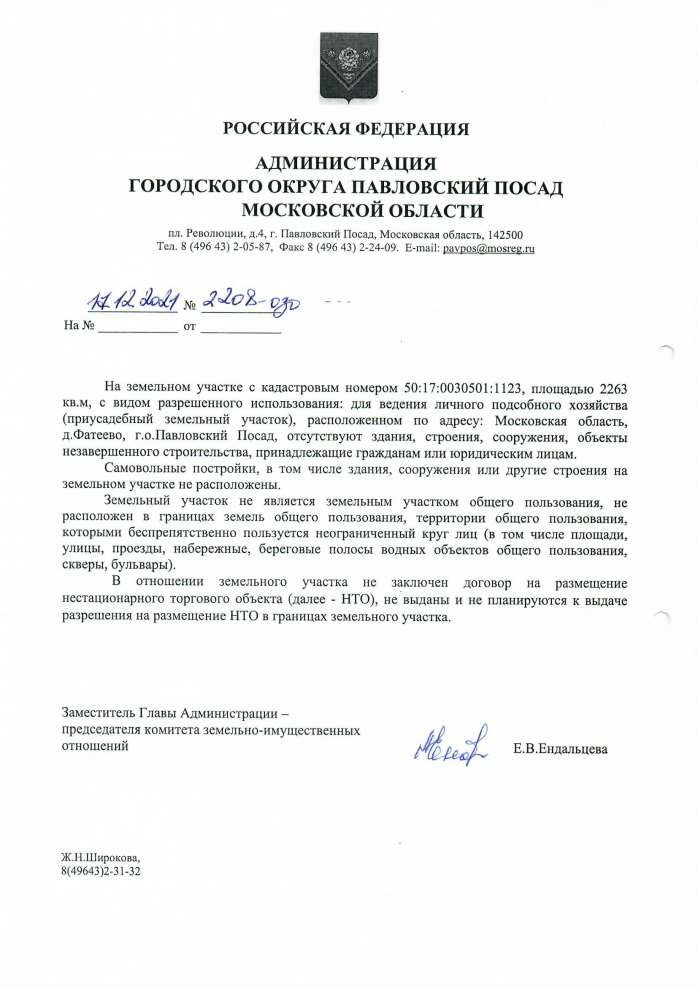 РОССИЙСКАЯ ФЕДЕРАЦИЯ
АДМИНИСТРАЦИЯ
ГОРОДСКОГО ОКРУГА ПАВЛОВСКИЙ ПОСАД
МОСКОВСКОЙ ОБЛАСТИ
пл. Революции, д.4, г. Павловский Посад, Московская область, 142500
Тел. 8 (496 43) 2-05-87, Факс 8 (496 43) 2-24-09. E-mail: pavpos@mosreg.ru
17.12.2021 № 2208-озо
На № ____________ от ____________
На земельном участке с кадастровым номером 50:17:0030501:1123, площадью 2263
кв.м, с видом разрешенного использования: для ведения личного подсобного хозяйства
(приусадебный земельный участок), расположенном по адресу: Московская область,
д.Фатеево, г.о.Павловский Посад, отсутствуют здания, строения, сооружения, объекты
незавершенного строительства, принадлежащие гражданам или юридическим лицам.
Самовольные постройки, в том числе здания, сооружения или другие строения на
земельном участке не расположены.
Земельный участок не является земельным участком общего пользования, не
расположен в границах земель общего пользования, территории общего пользования,
которыми беспрепятственно пользуется неограниченный круг лиц (в том числе площади,
улицы, проезды, набережные, береговые полосы водных объектов общего пользования,
скверы, бульвары).
В отношении земельного участка не заключен договор на размещение
нестационарного торгового объекта (далее - НТО), не выданы и не планируются к выдаче
разрешения на размещение НТО в границах земельного участка.
Заместитель Главы Администрации –
председателя комитета земельно-имущественных
отношений
Е.В.Ендальцева
Ж.Н.Широкова,
8(49643)2-31-32